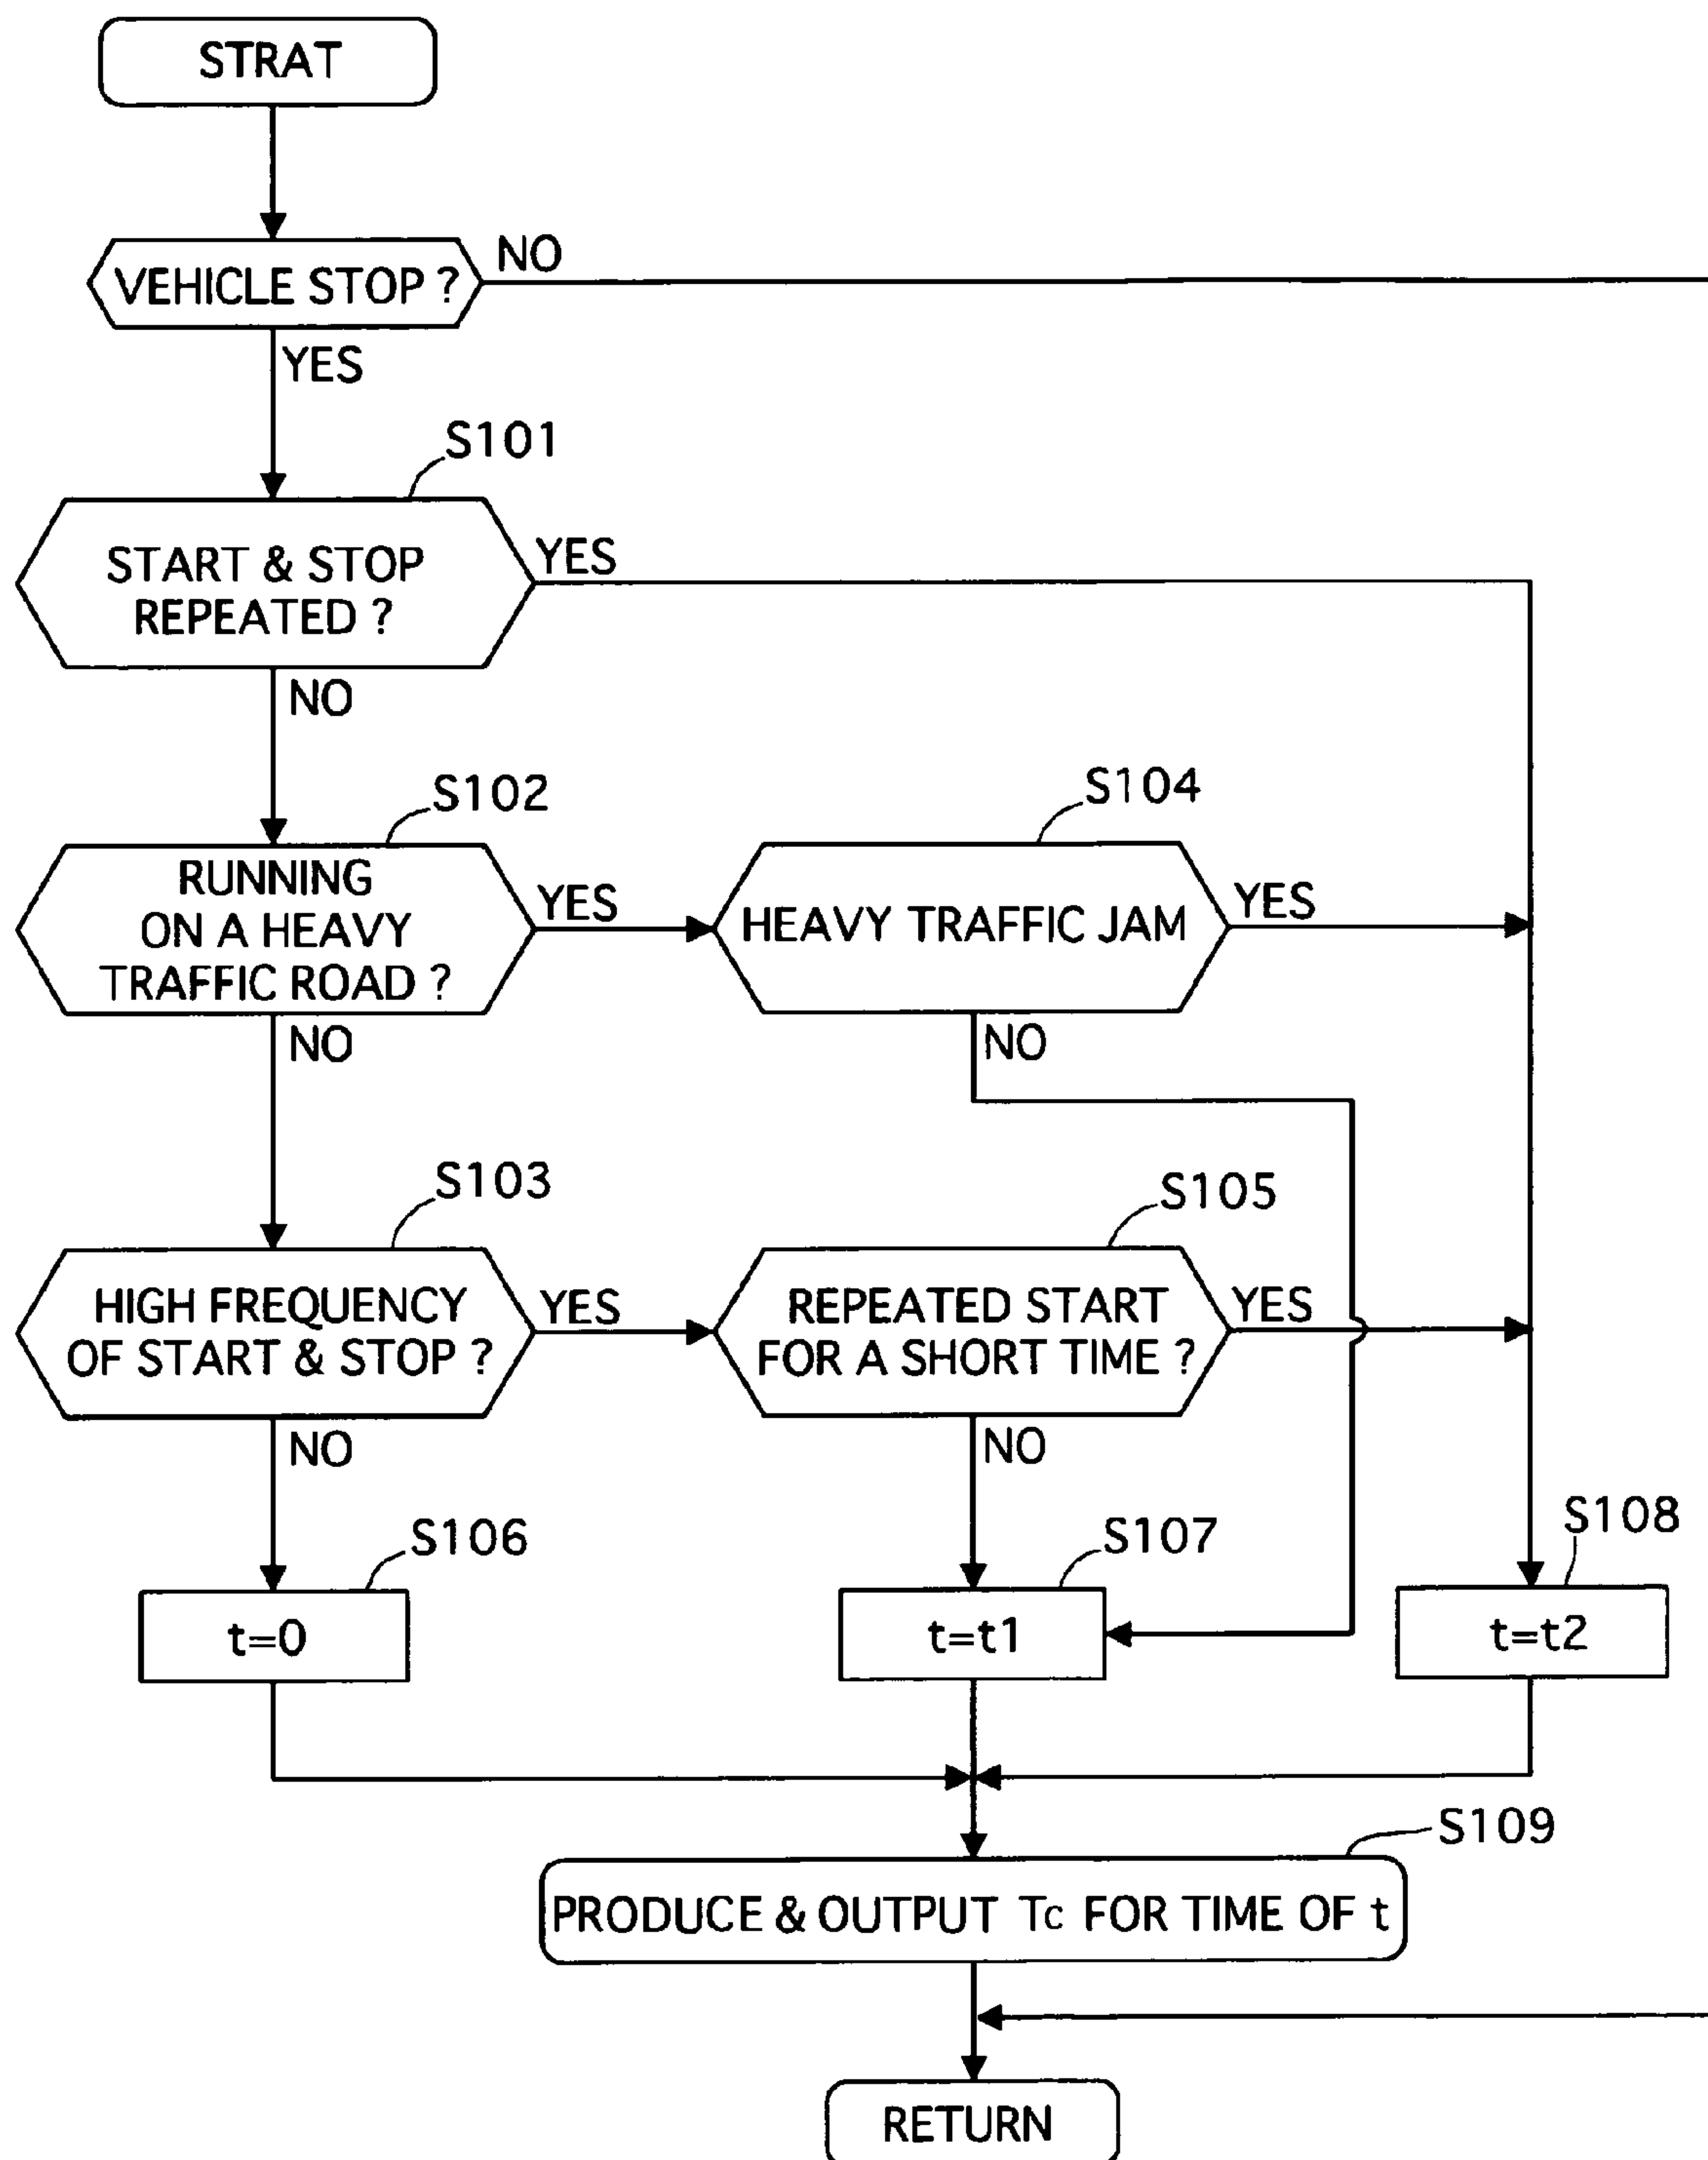 STRAT
VEHICLE STOP ?
NO
YES
S101
START & STOP
REPEATED ?
YES
NO
S102
RUNNING
ON A HEAVY
TRAFFIC ROAD ?
YES
NO
S104
HEAVY TRAFFIC JAM
YES
NO
S103
HIGH FREQUENCY
OF START & STOP ?
YES
NO
S105
REPEATED START
FOR A SHORT TIME ?
YES
NO
S106
t=0
S107
t=t1
S108
t=t2
S109
PRODUCE & OUTPUT Tc FOR TIME OF t
RETURN